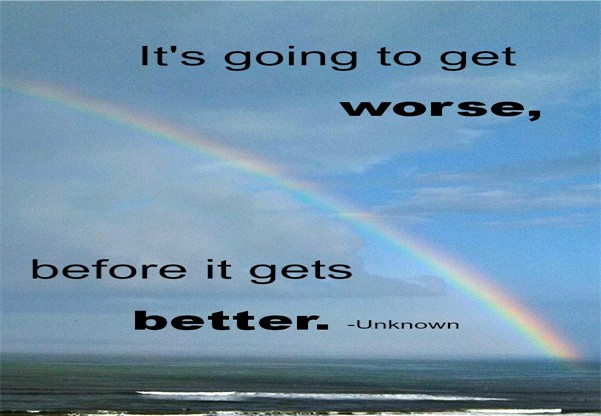 It's going to get
worse,
before it gets
better. -Unknown